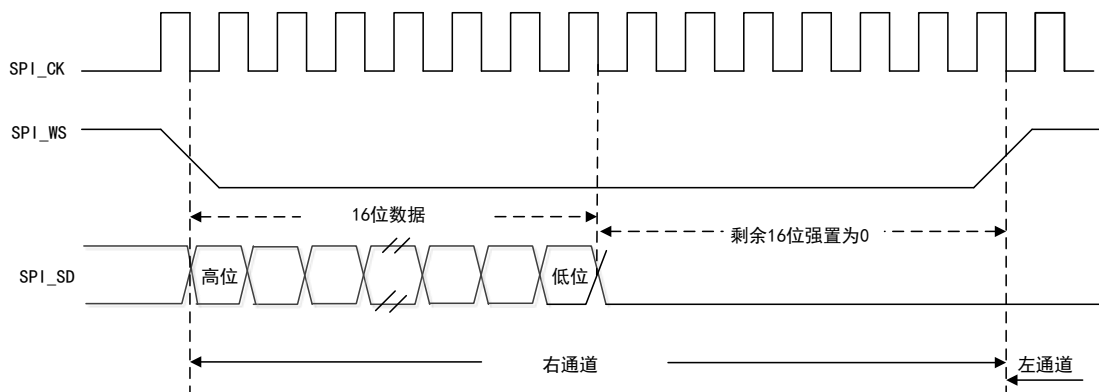 SPI_CK
SPI_WS
16位数据
剩余16位强置为0
SPI_SD
高位
低位
右通道
左通道